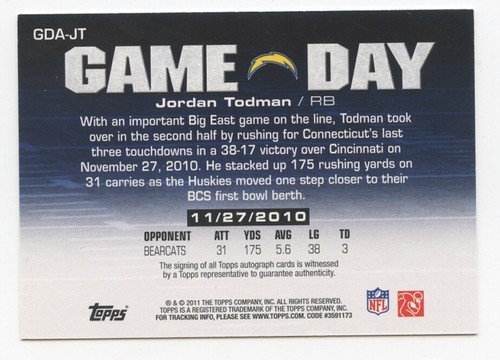 GDA-JT
GAME DAY
Jordan Todman / RB
With an important Big East game on the line, Todman took
over in the second half by rushing for Connecticut's last
three touchdowns in a 38-17 victory over Cincinnati on
November 27, 2010. He stacked up 175 rushing yards on
31 carries as the Huskies moved one step closer to their
BCS first bowl berth.
11/27/2010
OPPONENT ATT YDS AVG LG TD
BEARCATS 31 175 5.6 38 3
The signing of all Topps autograph cards is witnessed
by a Topps representative to guarantee authenticity.
Topps
® & © 2011 THE TOPPS COMPANY, INC. ALL RIGHTS RESERVED.
TOPPS IS A REGISTERED TRADEMARK OF THE TOPPS COMPANY, INC.
FOR TRACKING INFO, PLEASE SEE WWW.TOPPS.COM. CODE #3591173
NFL